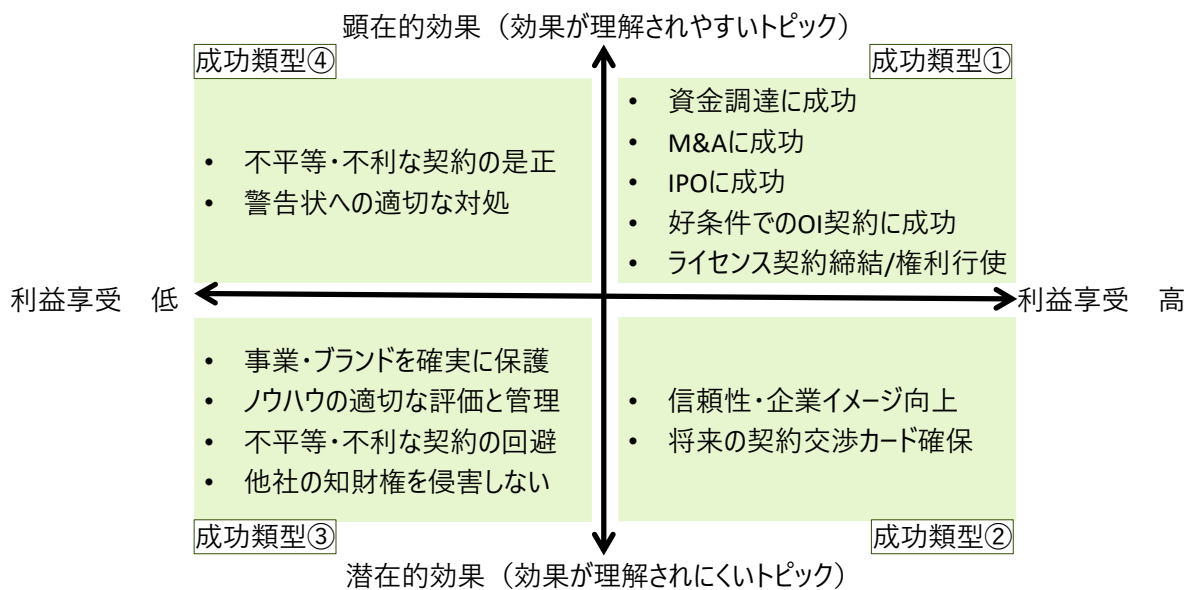 顕在的効果（効果が理解されやすいトピック）
成功類型④
成功類型①
• 不平等・不利な契約の是正
• 警告状への適切な対処
• 資金調達に成功
• M&Aに成功
• IPOに成功
• 好条件でのOI契約に成功
• ライセンス契約締結/権利行使
利益享受　低
利益享受　高
• 事業・ブランドを確実に保護
• ノウハウの適切な評価と管理
• 不平等・不利な契約の回避
• 他社の知財権を侵害しない
• 信頼性・企業イメージ向上
• 将来の契約交渉カード確保
成功類型③
成功類型②
潜在的効果（効果が理解されにくいトピック）